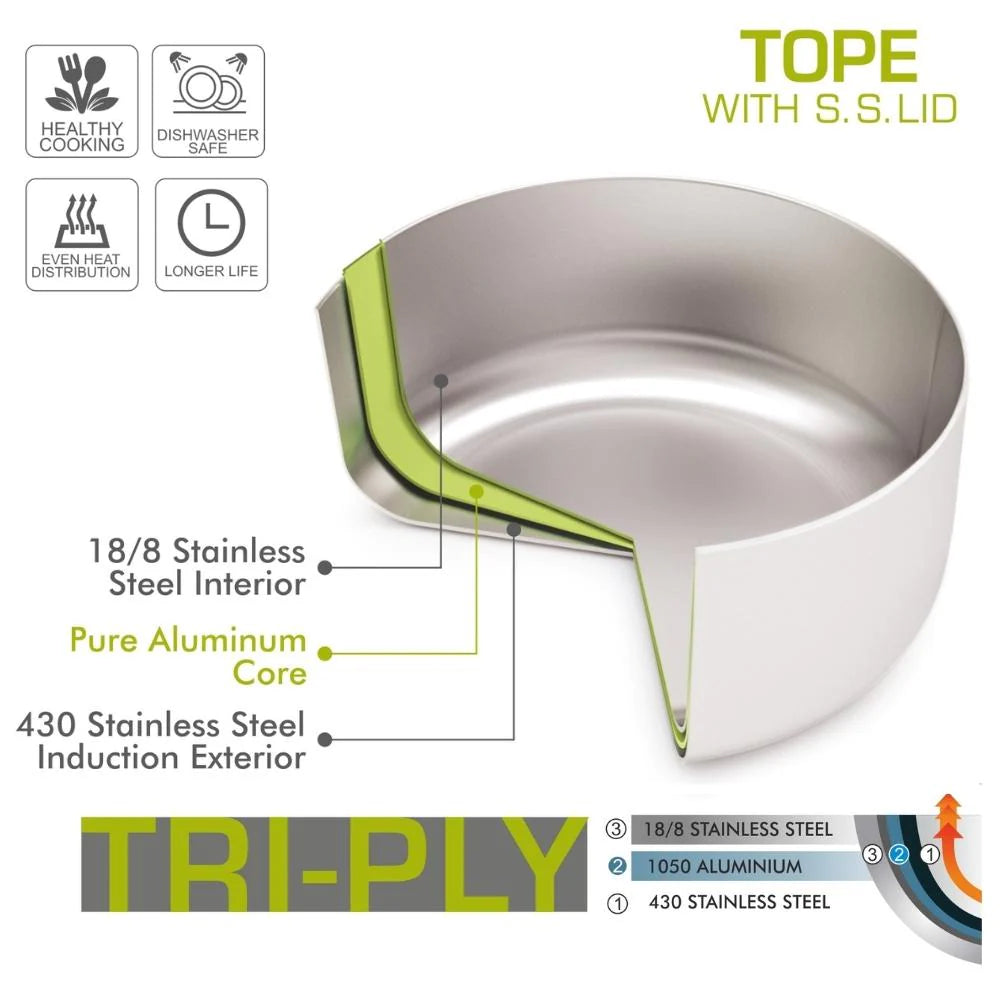 TOPE
WITH S. S. LID
HEALTHY
COOKING
DISHWASHER
SAFE
EVEN HEAT
DISTRIBUTION
LONGER LIFE
18/8 Stainless
Steel Interior
Pure Aluminum
Core
430 Stainless Steel
Induction Exterior
TRI-PLY
3 18/8 STAINLESS STEEL
2 1050 ALUMINIUM
1 430 STAINLESS STEEL
3 2 1